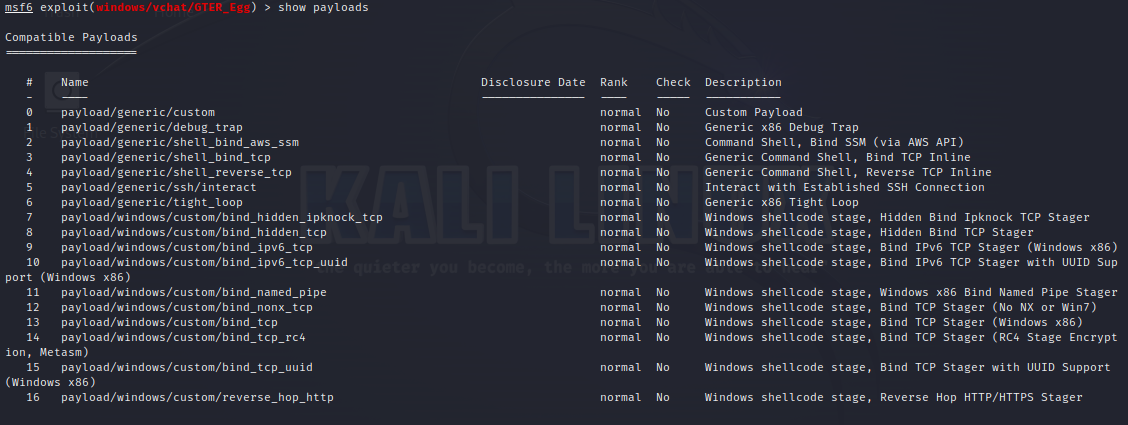 msf6 exploit(windows/vchat/GTER_Egg) > show payloads
Compatible Payloads
===================
# Name Disclosure Date Rank Check Description
- ---- --------------- ---- ----- -----------
0 payload/generic/custom normal No Custom Payload
1 payload/generic/debug_trap normal No Generic x86 Debug Trap
2 payload/generic/shell_bind_aws_ssm normal No Command Shell, Bind SSM (via AWS API)
3 payload/generic/shell_bind_tcp normal No Generic Command Shell, Bind TCP Inline
4 payload/generic/shell_reverse_tcp normal No Generic Command Shell, Reverse TCP Inline
5 payload/generic/ssh/interact normal No Interact with Established SSH Connection
6 payload/generic/tight_loop normal No Generic x86 Tight Loop
7 payload/windows/custom/bind_hidden_ipknock_tcp normal No Windows shellcode stage, Hidden Bind Ipknock TCP Stager
8 payload/windows/custom/bind_hidden_tcp normal No Windows shellcode stage, Hidden Bind TCP Stager
9 payload/windows/custom/bind_ipv6_tcp normal No Windows shellcode stage, Bind IPv6 TCP Stager (Windows x86)
10 payload/windows/custom/bind_ipv6_tcp_uuid normal No Windows shellcode stage, Bind IPv6 TCP Stager with UUID Sup
port (Windows x86)
11 payload/windows/custom/bind_named_pipe normal No Windows shellcode stage, Windows x86 Bind Named Pipe Stager
12 payload/windows/custom/bind_nonx_tcp normal No Windows shellcode stage, Bind TCP Stager (No NX or Win7)
13 payload/windows/custom/bind_tcp normal No Windows shellcode stage, Bind TCP Stager (Windows x86)
14 payload/windows/custom/bind_tcp_rc4 normal No Windows shellcode stage, Bind TCP Stager (RC4 Stage Encrypt
ion, Metasm)
15 payload/windows/custom/bind_tcp_uuid normal No Windows shellcode stage, Bind TCP Stager with UUID Support
(Windows x86)
16 payload/windows/custom/reverse_hop_http normal No Windows shellcode stage, Reverse Hop HTTP/HTTPS Stager
KALI LIN
the quieter you become, the more you are able to hear